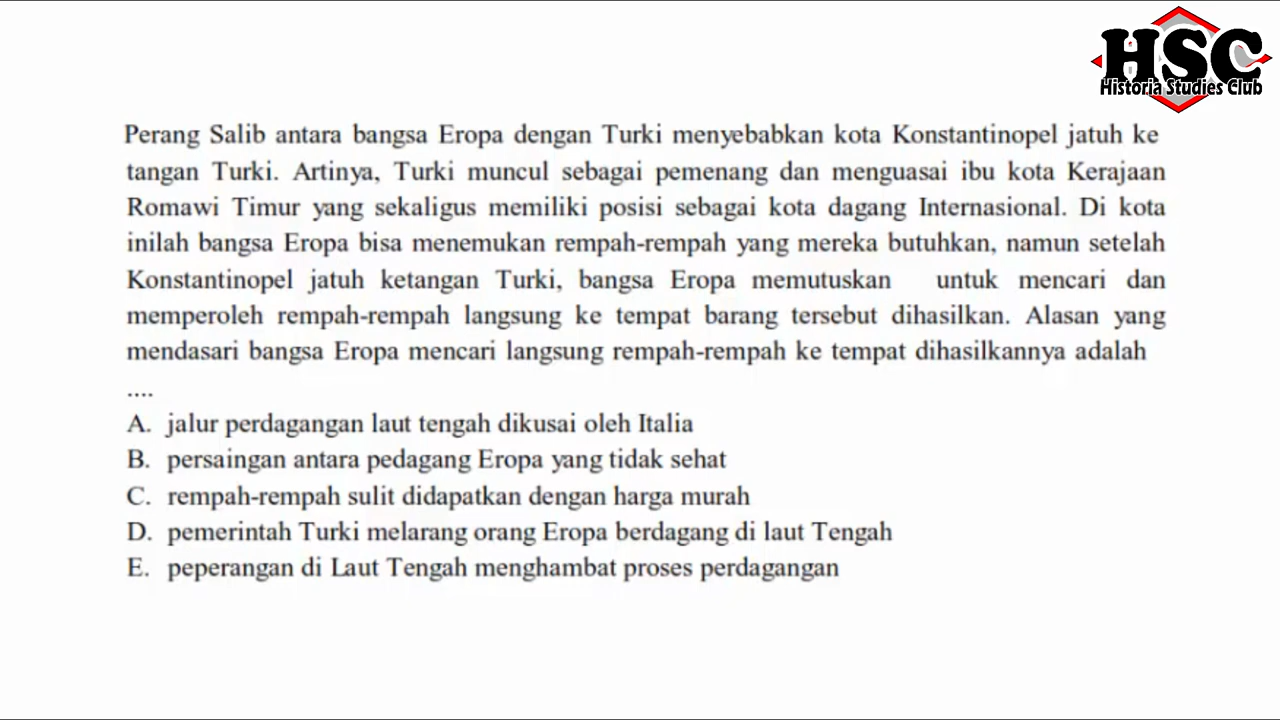 HSC
Historia Studies Club
Perang Salib antara bangsa Eropa dengan Turki menyebabkan kota Konstantinopel jatuh ke
tangan Turki. Artinya, Turki muncul sebagai pemenang dan menguasai ibu kota Kerajaan
Romawi Timur yang sekaligus memiliki posisi sebagai kota dagang Internasional. Di kota
inilah bangsa Eropa bisa menemukan rempah-rempah yang mereka butuhkan, namun setelah
Konstantinopel jatuh ketangan Turki, bangsa Eropa memutuskan untuk mencari dan
memperoleh rempah-rempah langsung ke tempat barang tersebut dihasilkan. Alasan yang
mendasari bangsa Eropa mencari langsung rempah-rempah ke tempat dihasilkannya adalah
....
A. jalur perdagangan laut tengah dikusai oleh Italia
B. persaingan antara pedagang Eropa yang tidak sehat
C. rempah-rempah sulit didapatkan dengan harga murah
D. pemerintah Turki melarang orang Eropa berdagang di laut Tengah
E. peperangan di Laut Tengah menghambat proses perdagangan